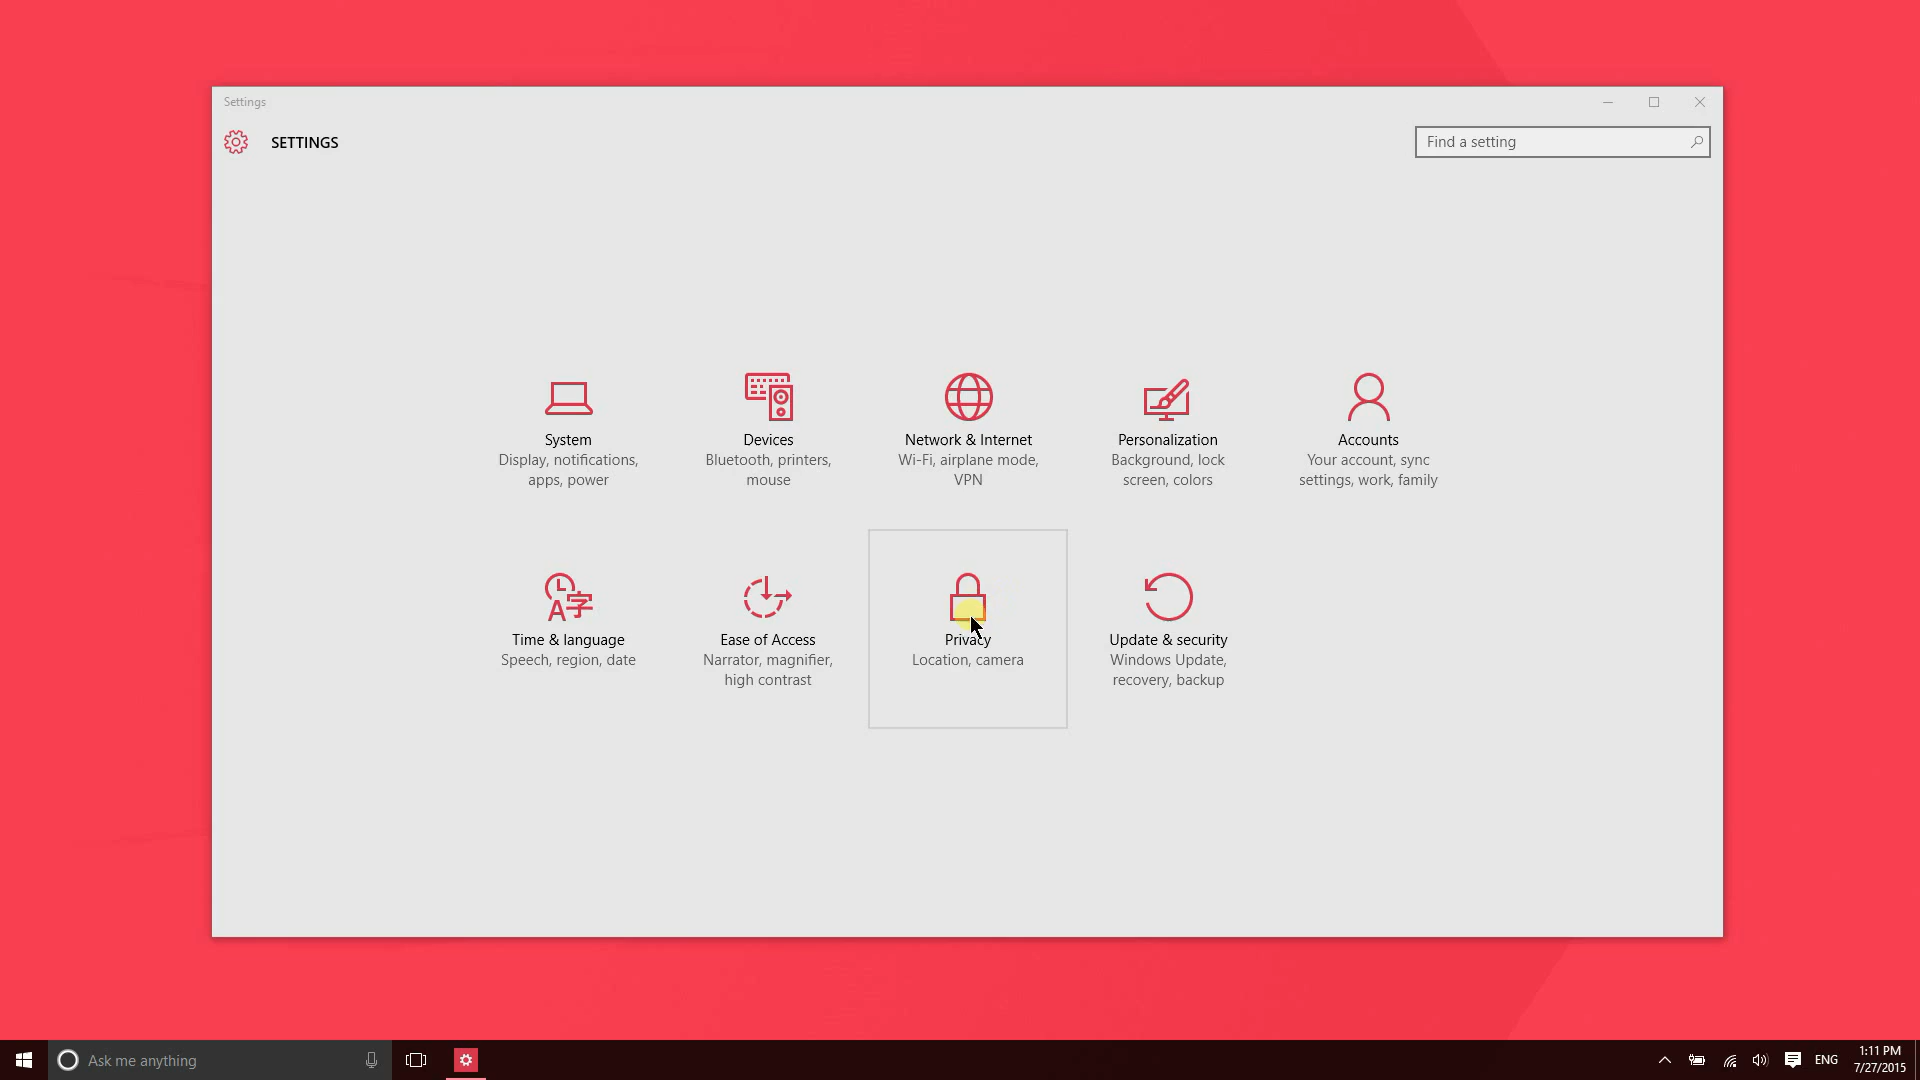 Settings
SETTINGS
Find a setting
System
Display, notifications,
apps, power
Devices
Bluetooth, printers,
mouse
Network & Internet
Wi-Fi, airplane mode,
VPN
Personalization
Background, lock
screen, colors
Accounts
Your account, sync
settings, work, family
Time & language
Speech, region, date
Ease of Access
Narrator, magnifier,
high contrast
Privacy
Location, camera
Update & security
Windows Update,
recovery, backup
Ask me anything
ENG
1:11 PM
7/27/2015